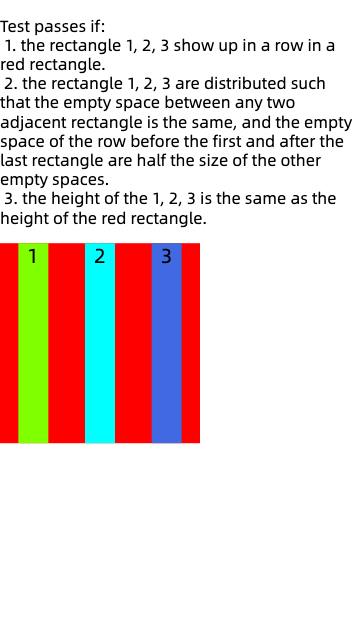 Test passes if:
1. the rectangle 1, 2, 3 show up in a row in a
red rectangle.
2. the rectangle 1, 2, 3 are distributed such
that the empty space between any two
adjacent rectangle is the same, and the empty
space of the row before the first and after the
last rectangle are half the size of the other
empty spaces.
3. the height of the 1, 2, 3 is the same as the
height of the red rectangle.
1 2 3